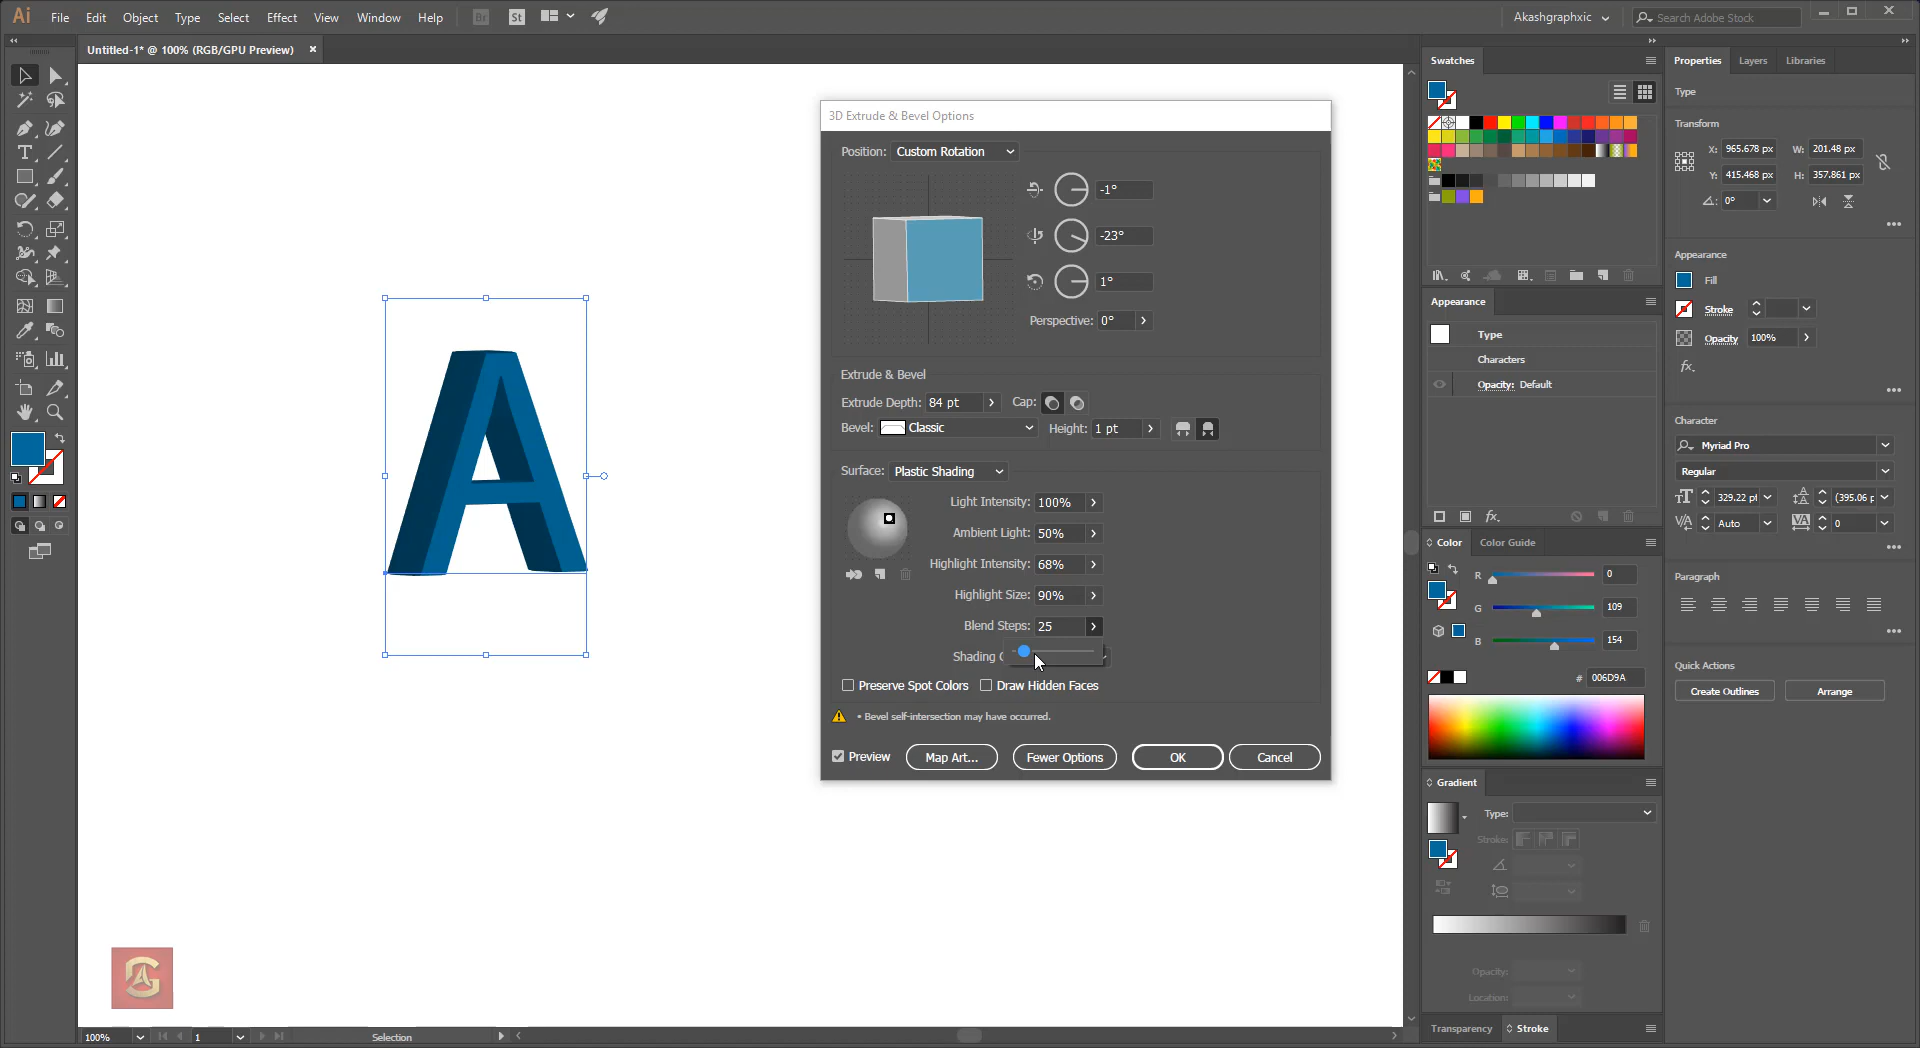 Ai File Edit Object Type Select Effect View Window Help Br St Akashgraphxic Search Adobe Stock
Untitled-1* @ 100% (RGB/GPU Preview) ×
A
3D Extrude & Bevel Options
Position: Custom Rotation
-1°
-23°
1°
Perspective: 0°
Extrude & Bevel
Extrude Depth: 84 pt Cap:
Bevel: Classic Height: 1 pt
Surface: Plastic Shading
Light Intensity: 100%
Ambient Light: 50%
Highlight Intensity: 68%
Highlight Size: 90%
Blend Steps: 25
Shading
Preserve Spot Colors Draw Hidden Faces
• Bevel self-intersection may have occurred.
Preview Map Art... Fewer Options OK Cancel
Swatches
Appearance
Type
Characters
Opacity: Default
fx.
Color Color Guide
R 0
G 109
B 154
# 006D9A
Gradient
Type:
Stroke:
Opacity:
Location:
Transparency Stroke
Properties Layers Libraries
Type
Transform
X: 965.678 px W: 201.48 px
Y: 415.468 px H: 357.861 px
0°
Appearance
Fill
Stroke
Opacity 100%
fx.
Character
Myriad Pro
Regular
329.22 pt (395.06 p
Auto 0
Paragraph
Quick Actions
Create Outlines Arrange
G
100% 1 Selection